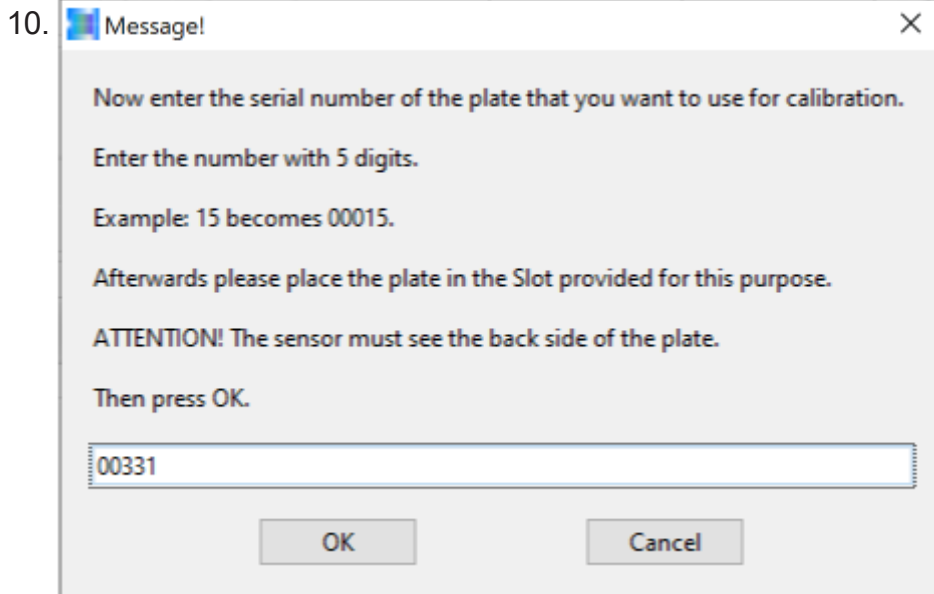 10.
Message!
Now enter the serial number of the plate that you want to use for calibration.
Enter the number with 5 digits.
Example: 15 becomes 00015.
Afterwards please place the plate in the Slot provided for this purpose.
ATTENTION! The sensor must see the back side of the plate.
Then press OK.
00331
OK Cancel